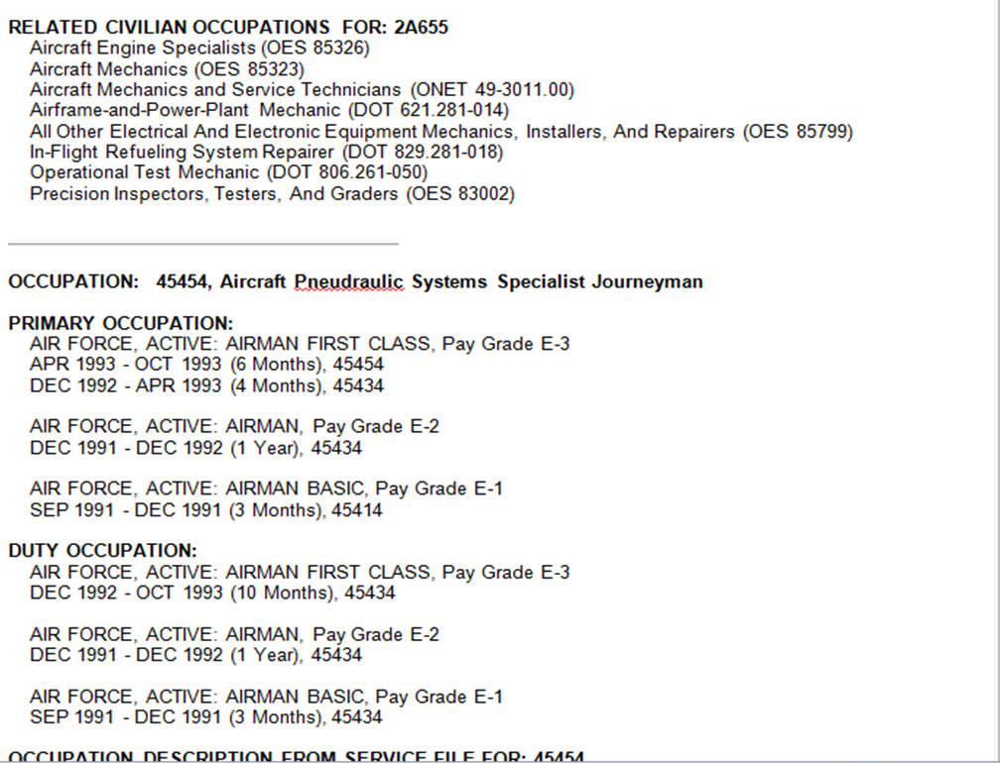 RELATED CIVILIAN OCCUPATIONS FOR: 2A655
Aircraft Engine Specialists (OES 85326)
Aircraft Mechanics (OES 85323)
Aircraft Mechanics and Service Technicians (ONET 49-3011.00)
Airframe-and-Power-Plant Mechanic (DOT 621.281-014)
All Other Electrical And Electronic Equipment Mechanics, Installers, And Repairers (OES 85799)
In-Flight Refueling System Repairer (DOT 829.281-018)
Operational Test Mechanic (DOT 806.261-050)
Precision Inspectors, Testers, And Graders (OES 83002)
OCCUPATION: 45454, Aircraft Pneudraulic Systems Specialist Journeyman
PRIMARY OCCUPATION:
AIR FORCE, ACTIVE: AIRMAN FIRST CLASS, Pay Grade E-3
APR 1993 - OCT 1993 (6 Months), 45454
DEC 1992 - APR 1993 (4 Months), 45434
AIR FORCE, ACTIVE: AIRMAN, Pay Grade E-2
DEC 1991 - DEC 1992 (1 Year), 45434
AIR FORCE, ACTIVE: AIRMAN BASIC, Pay Grade E-1
SEP 1991 - DEC 1991 (3 Months), 45414
DUTY OCCUPATION:
AIR FORCE, ACTIVE: AIRMAN FIRST CLASS, Pay Grade E-3
DEC 1992 - OCT 1993 (10 Months), 45434
AIR FORCE, ACTIVE: AIRMAN, Pay Grade E-2
DEC 1991 - DEC 1992 (1 Year), 45434
AIR FORCE, ACTIVE: AIRMAN BASIC, Pay Grade E-1
SEP 1991 - DEC 1991 (3 Months), 45434
OCCUPATION DESCRIPTION FROM SERVICE FILE FOR: 45454